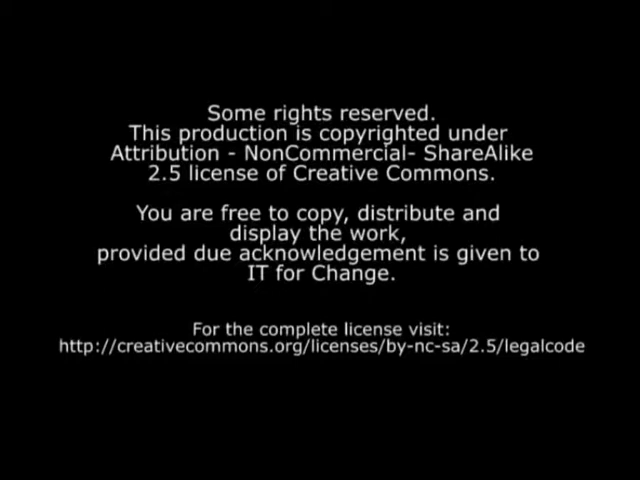 Some rights reserved.
This production is copyrighted under
Attribution - NonCommercial- ShareAlike
2.5 license of Creative Commons.
You are free to copy, distribute and
display the work,
provided due acknowledgement is given to
IT for Change.
For the complete license visit:
http://creativecommons.org/licenses/by-nc-sa/2.5/legalcode